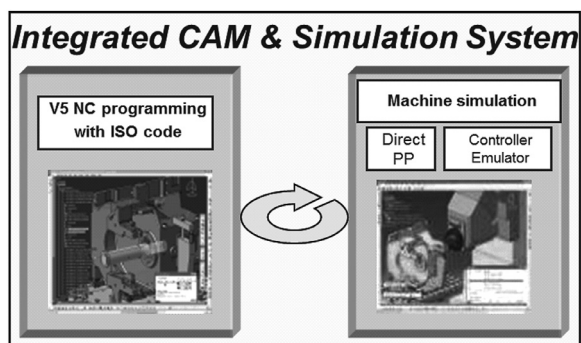 Integrated CAM & Simulation System
V5 NC programming
with ISO code
Machine simulation
Direct
PP
Controller
Emulator